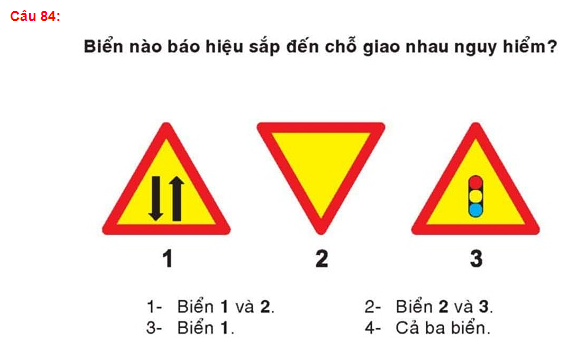 Câu 84:
Biển nào báo hiệu sắp đến chỗ giao nhau nguy hiểm?
1 2 3
1- Biển 1 và 2. 2- Biển 2 và 3.
3- Biển 1. 4- Cả ba biển.